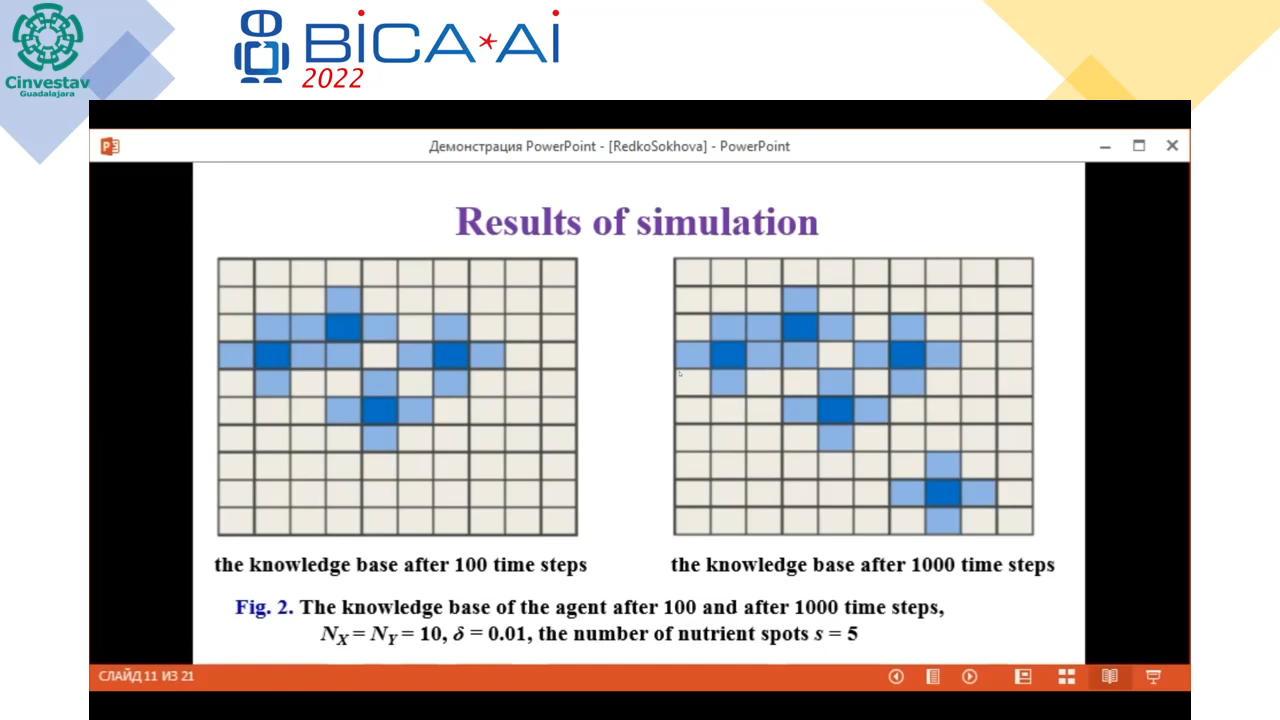 Cinvestav
Guadalajara
BiCA*Ai
2022
Демонстрация PowerPoint - [RedkoSokhova] - PowerPoint
Results of simulation
the knowledge base after 100 time steps
the knowledge base after 1000 time steps
Fig. 2. The knowledge base of the agent after 100 and after 1000 time steps,
NX = NY = 10, δ = 0.01, the number of nutrient spots s = 5
СЛАЙД 11 ИЗ 21